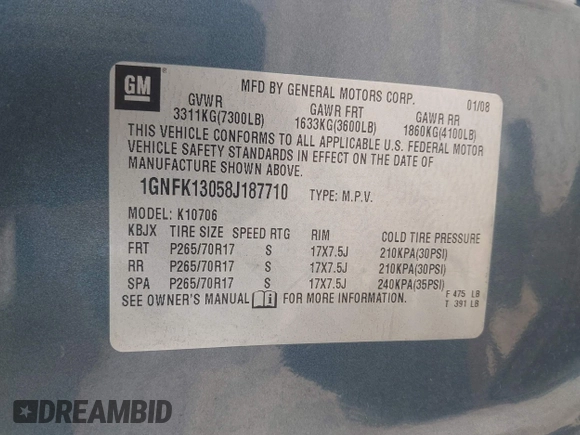 GM
MFD BY GENERAL MOTORS CORP. 01/08
GVWR GAWR FRT GAWR RR
3311KG(7300LB) 1633KG(3600LB) 1860KG(4100LB)
THIS VEHICLE CONFORMS TO ALL APPLICABLE U.S. FEDERAL MOTOR
VEHICLE SAFETY STANDARDS IN EFFECT ON THE DATE OF
MANUFACTURE SHOWN ABOVE.
1GNFK13058J187710 TYPE: M.P.V.
MODEL: K10706
KBJX TIRE SIZE SPEED RTG RIM COLD TIRE PRESSURE
FRT P265/70R17 S 17X7.5J 210KPA(30PSI)
RR P265/70R17 S 17X7.5J 210KPA(30PSI)
SPA P265/70R17 S 17X7.5J 240KPA(35PSI)
SEE OWNER'S MANUAL i FOR MORE INFORMATION. F 475 LB
T 391 LB
DREAMBID